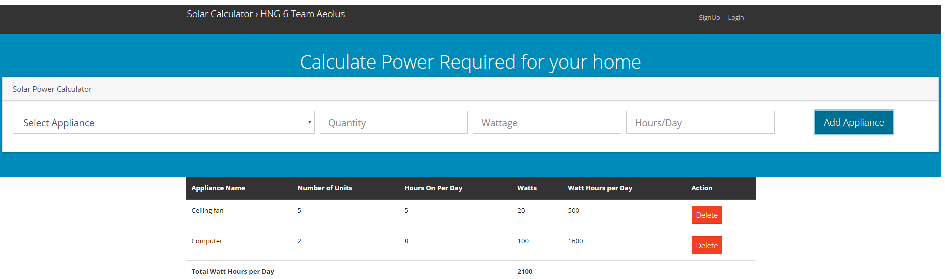 Solar Calculator › HNG 6 Team Aeolus
SignUp Login
Calculate Power Required for your home
Solar Power Calculator
Select Appliance Quantity Wattage Hours/Day Add Appliance
Appliance Name Number of Units Hours On Per Day Watts Watt Hours per Day Action
Ceiling fan 5 5 20 500 Delete
Computer 2 8 100 1600 Delete
Total Watt Hours per Day 2100